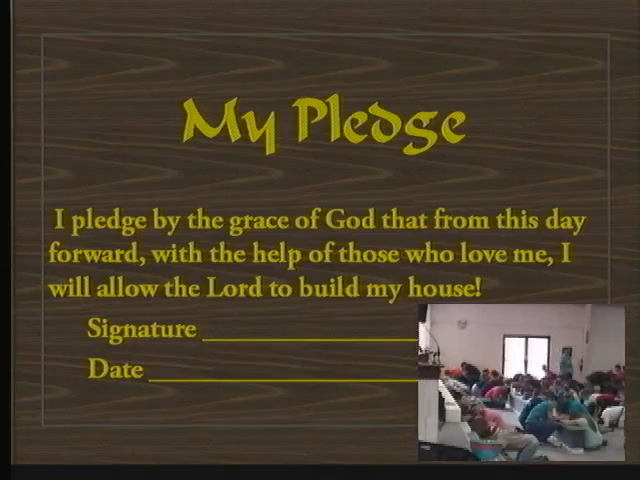 My Pledge
I pledge by the grace of God that from this day
forward, with the help of those who love me, I
will allow the Lord to build my house!
Signature
Date